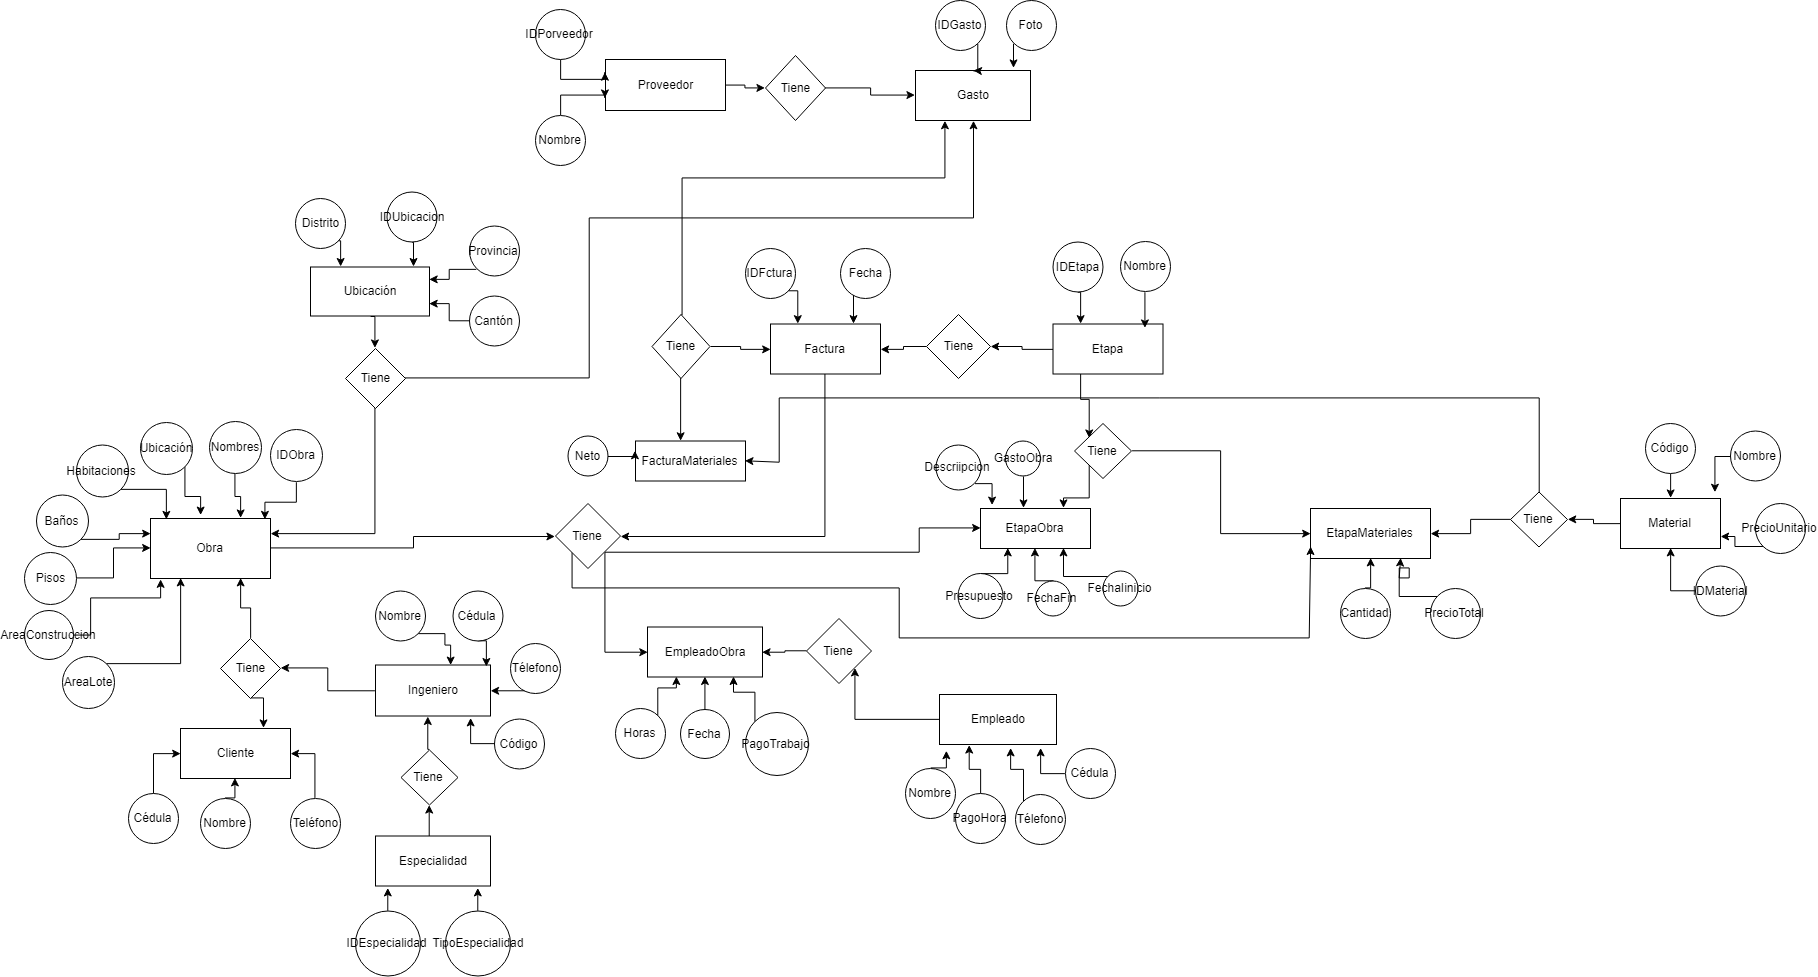 IDGasto
Foto
IDPorveedor
Proveedor
Tiene
Gasto
Nombre
Distrito
IDUbicacion
Provincia
Ubicación
Cantón
IDFctura
Fecha
IDEtapa
Nombre
Tiene
Factura
Tiene
Etapa
Tiene
Habitaciones
Ubicación
Nombres
IDObra
Neto
FacturaMateriales
Descriipcion
GastoObra
Tiene
Código
Nombre
Baños
Obra
Tiene
EtapaObra
EtapaMateriales
Tiene
Material
PrecioUnitario
Pisos
Presupuesto
FechaFin
FechaIinicio
Cantidad
PrecioTotal
IDMaterial
AreaConstruccion
Nombre
Cédula
AreaLote
Tiene
Ingeniero
Télefono
EmpleadoObra
Tiene
Cliente
Código
Horas
Fecha
PagoTrabajo
Empleado
Tiene
Cédula
Nombre
Teléfono
Nombre
PagoHora
Télefono
Cédula
Especialidad
IDEspecialidad
TipoEspecialidad